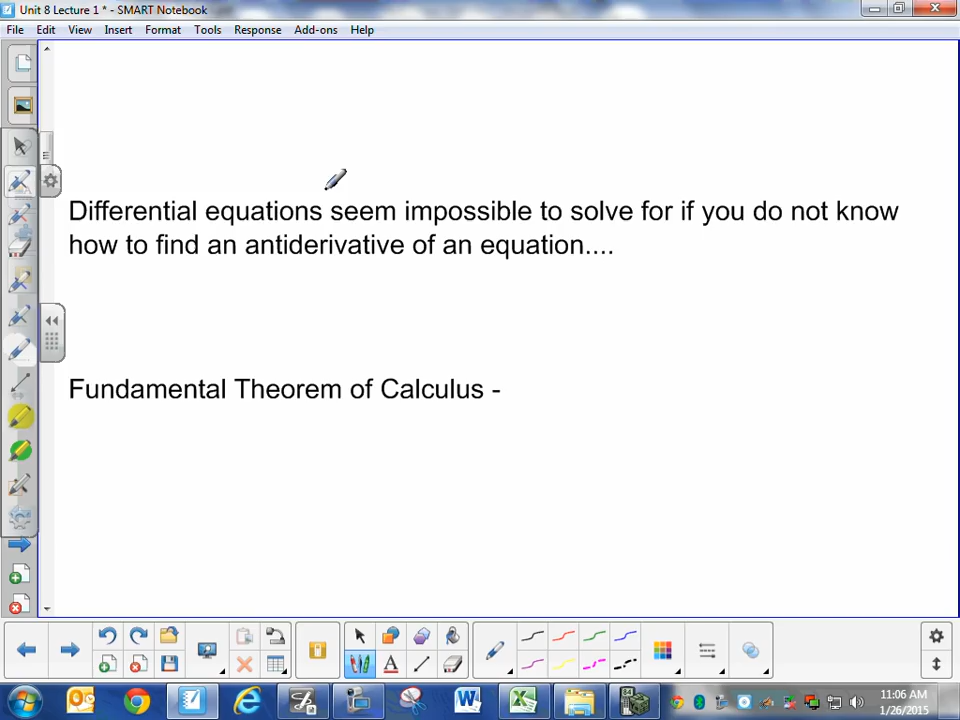 Unit 8 Lecture 1 * - SMART Notebook
File Edit View Insert Format Tools Response Add-ons Help
Differential equations seem impossible to solve for if you do not know
how to find an antiderivative of an equation....
Fundamental Theorem of Calculus -
11:06 AM
1/26/2015